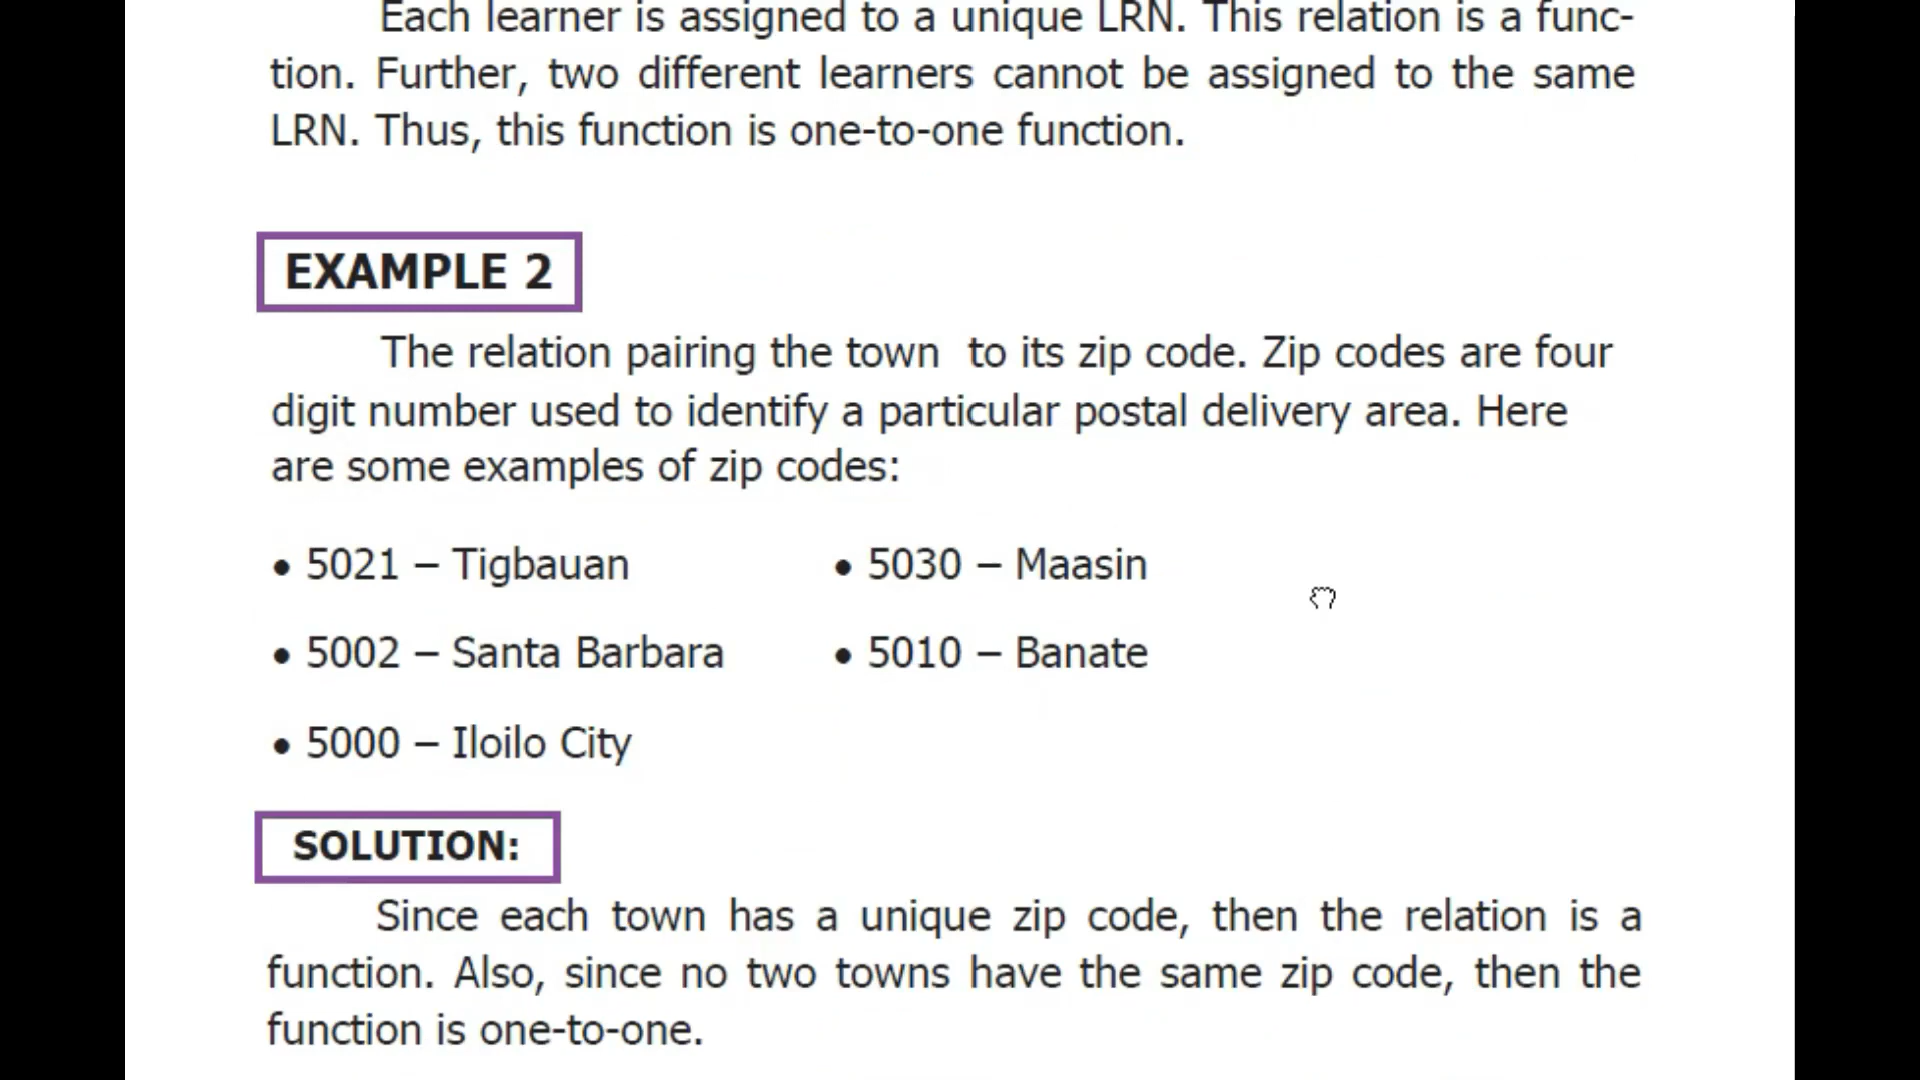 Each learner is assigned to a unique LRN. This relation is a func-
tion. Further, two different learners cannot be assigned to the same
LRN. Thus, this function is one-to-one function.
EXAMPLE 2
The relation pairing the town to its zip code. Zip codes are four
digit number used to identify a particular postal delivery area. Here
are some examples of zip codes:
• 5021 – Tigbauan
• 5030 – Maasin
• 5002 – Santa Barbara
• 5010 – Banate
• 5000 – Iloilo City
SOLUTION:
Since each town has a unique zip code, then the relation is a
function. Also, since no two towns have the same zip code, then the
function is one-to-one.